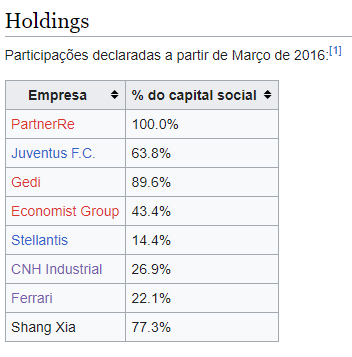 Holdings
Participações declaradas a partir de Março de 2016:[1]
Empresa % do capital social
PartnerRe 100.0%
Juventus F.C. 63.8%
Gedi 89.6%
Economist Group 43.4%
Stellantis 14.4%
CNH Industrial 26.9%
Ferrari 22.1%
Shang Xia 77.3%